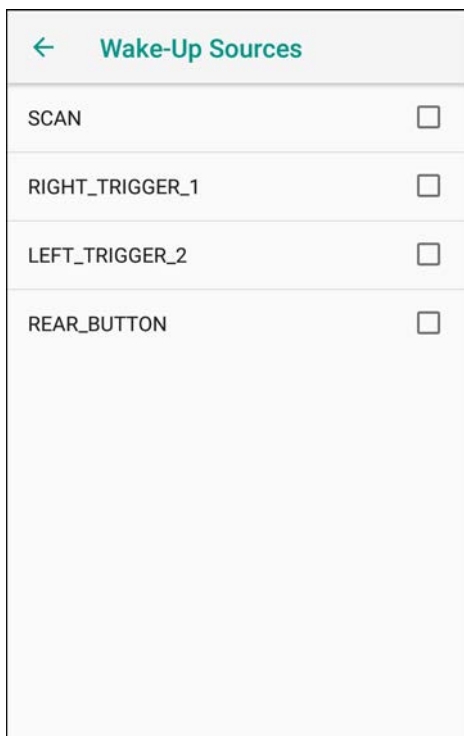 Wake-Up Sources
SCAN
RIGHT_TRIGGER_1
LEFT_TRIGGER_2
REAR_BUTTON